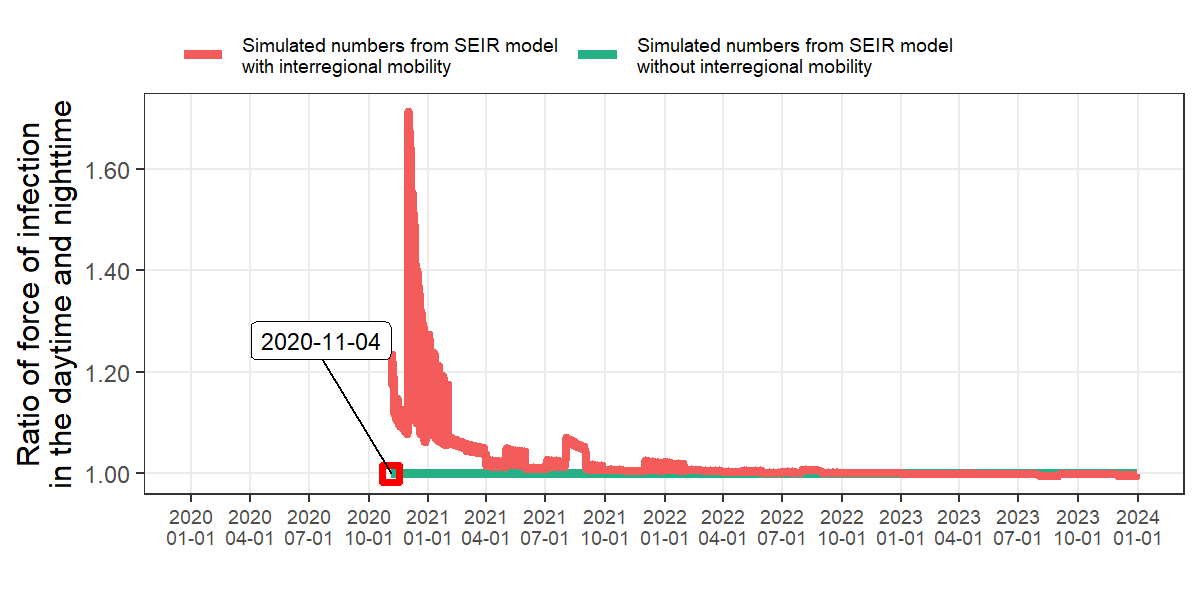 Simulated numbers from SEIR model
with interregional mobility
Simulated numbers from SEIR model
without interregional mobility
Ratio of force of infection
in the daytime and nighttime
1.60
1.40
1.20
1.00
2020-11-04
2020 2020 2020 2020 2021 2021 2021 2021 2022 2022 2022 2022 2023 2023 2023 2023 2024
01-01 04-01 07-01 10-01 01-01 04-01 07-01 10-01 01-01 04-01 07-01 10-01 01-01 04-01 07-01 10-01 01-01